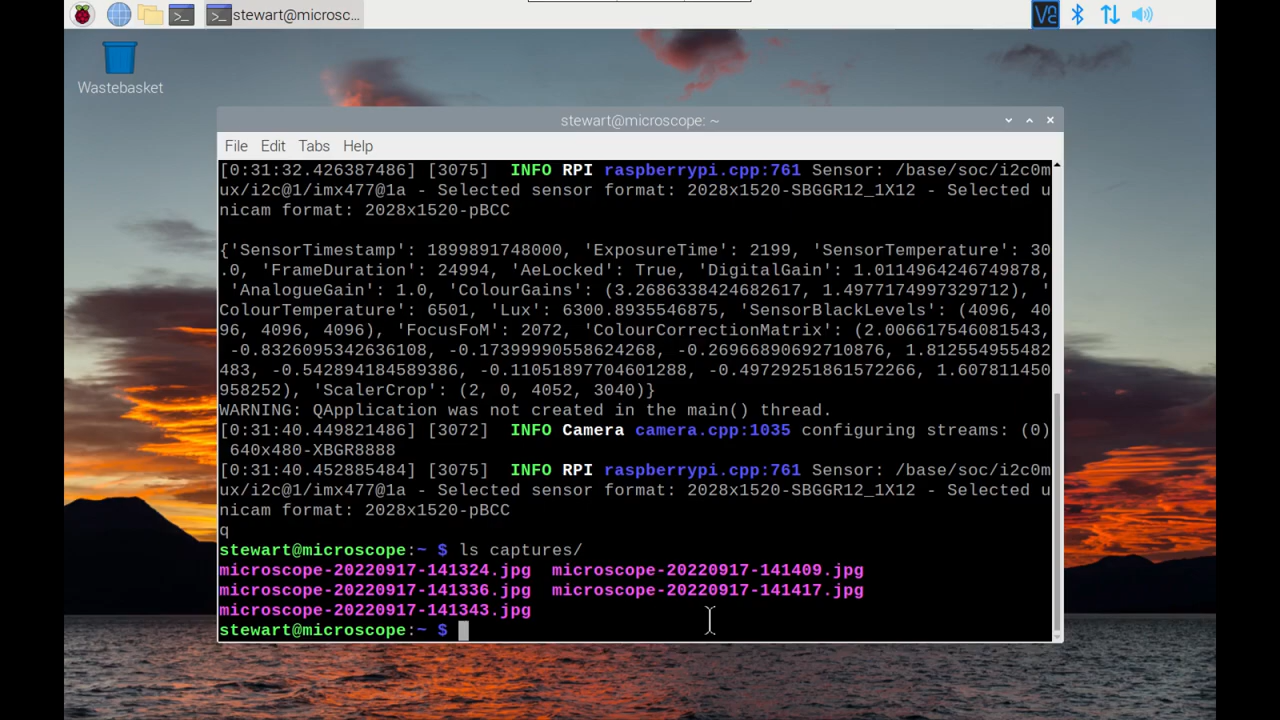 stewart@microsc...
Wastebasket
stewart@microscope: ~
File Edit Tabs Help
[0:31:32.426387486] [3075]  INFO RPI raspberrypi.cpp:761 Sensor: /base/soc/i2c0m
ux/i2c@1/imx477@1a - Selected sensor format: 2028x1520-SBGGR12_1X12 - Selected u
nicam format: 2028x1520-pBCC
{'SensorTimestamp': 1899891748000, 'ExposureTime': 2199, 'SensorTemperature': 30
.0, 'FrameDuration': 24994, 'AeLocked': True, 'DigitalGain': 1.0114964246749878,
'AnalogueGain': 1.0, 'ColourGains': (3.2686338424682617, 1.4977174997329712), '
ColourTemperature': 6501, 'Lux': 6300.8935546875, 'SensorBlackLevels': (4096, 40
96, 4096, 4096), 'FocusFoM': 2072, 'ColourCorrectionMatrix': (2.006617546081543,
-0.8326095342636108, -0.17399990558624268, -0.26966890692710876, 1.812554955482
483, -0.542894184589386, -0.11051897704601288, -0.49729251861572266, 1.607811450
958252), 'ScalerCrop': (2, 0, 4052, 3040)}
WARNING: QApplication was not created in the main() thread.
[0:31:40.449821486] [3072]  INFO Camera camera.cpp:1035 configuring streams: (0)
640x480-XBGR8888
[0:31:40.452885484] [3075]  INFO RPI raspberrypi.cpp:761 Sensor: /base/soc/i2c0m
ux/i2c@1/imx477@1a - Selected sensor format: 2028x1520-SBGGR12_1X12 - Selected u
nicam format: 2028x1520-pBCC
q
stewart@microscope:~ $ ls captures/
microscope-20220917-141324.jpg  microscope-20220917-141409.jpg
microscope-20220917-141336.jpg  microscope-20220917-141417.jpg
microscope-20220917-141343.jpg
stewart@microscope:~ $